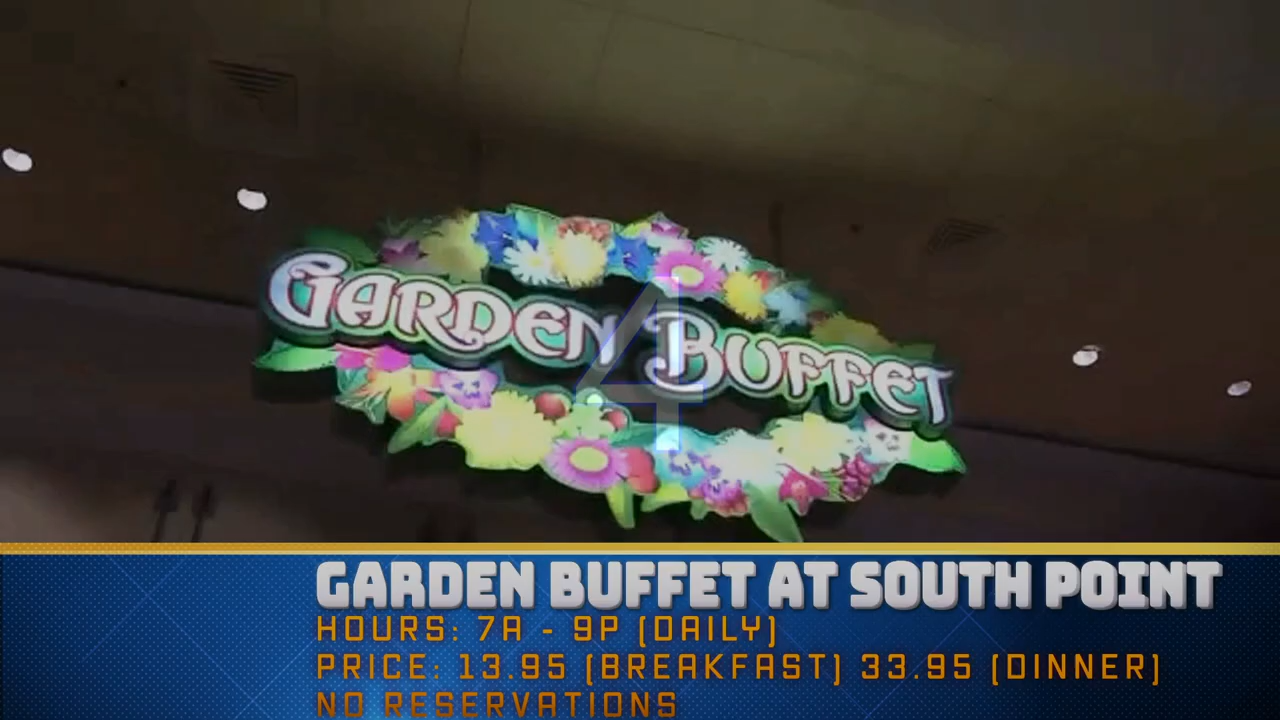 GARDEN BUFFET
4
GARDEN BUFFET AT SOUTH POINT
HOURS: 7A - 9P (DAILY)
PRICE: 13.95 (BREAKFAST) 33.95 (DINNER)
NO RESERVATIONS